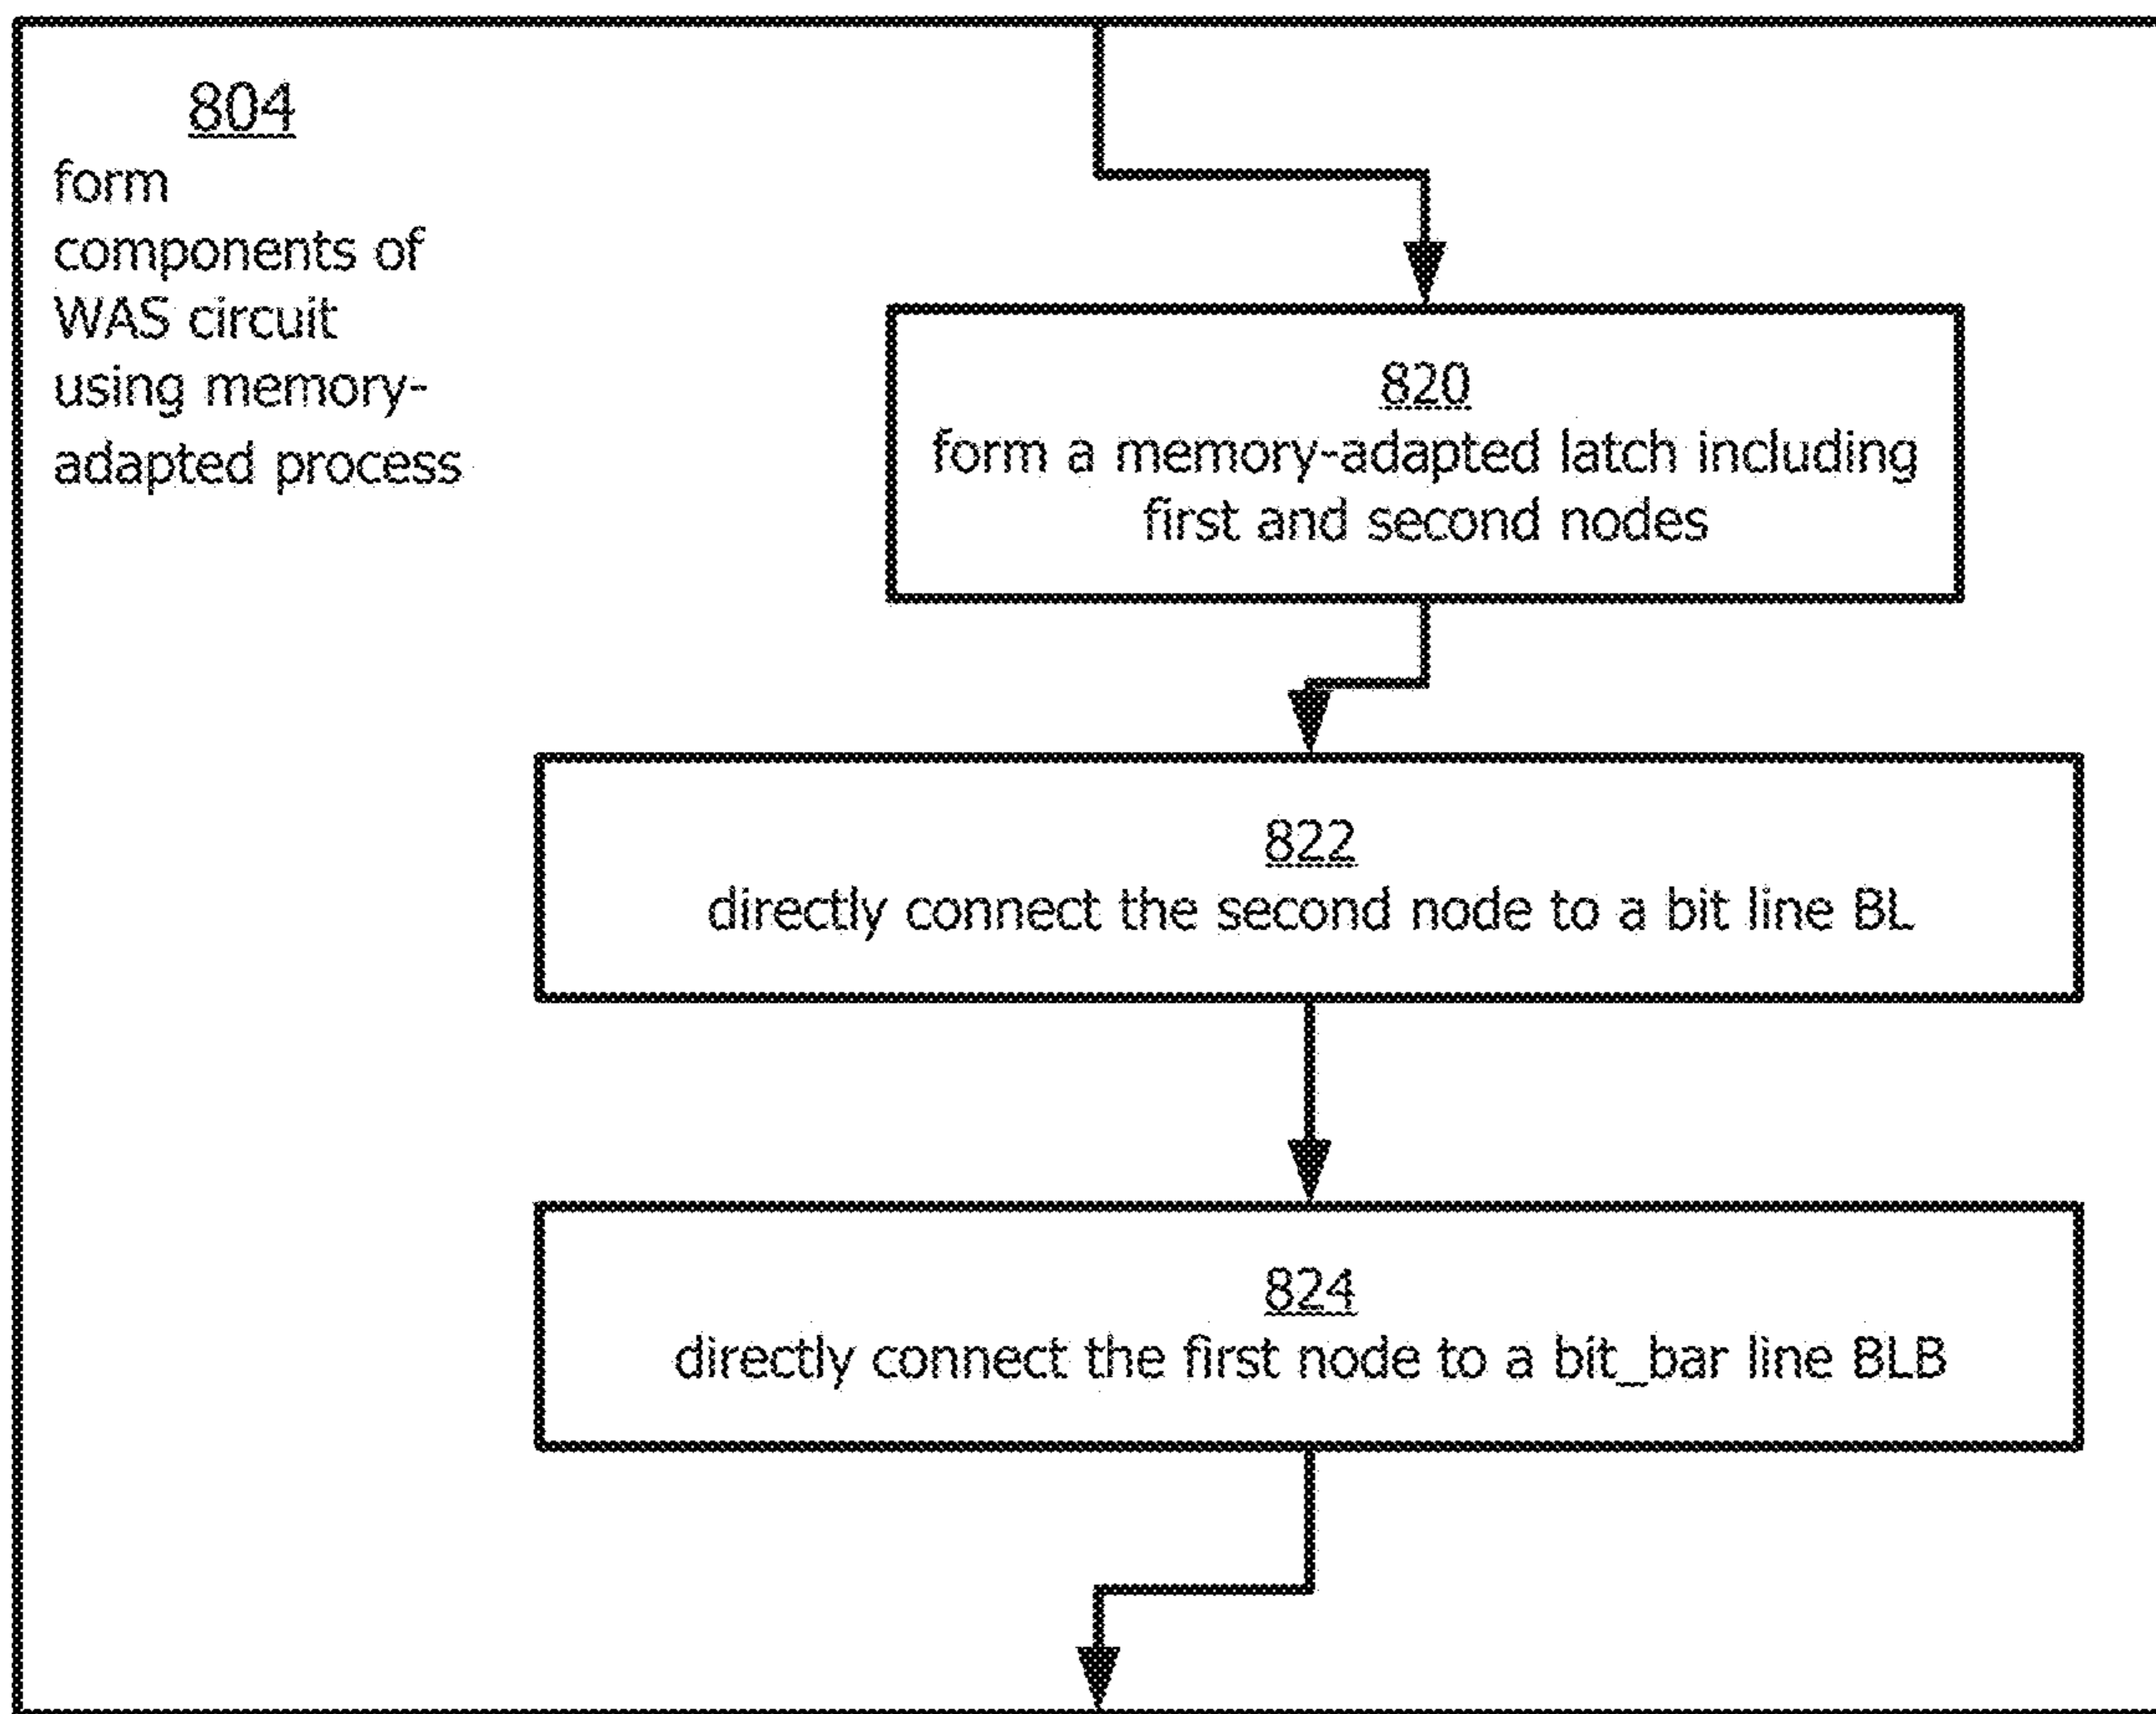 804
form
components of
WAS circuit
using memory-
adapted process
820
form a memory-adapted latch including
first and second nodes
822
directly connect the second node to a bit line BL
824
directly connect the first node to a bit_bar line BLB